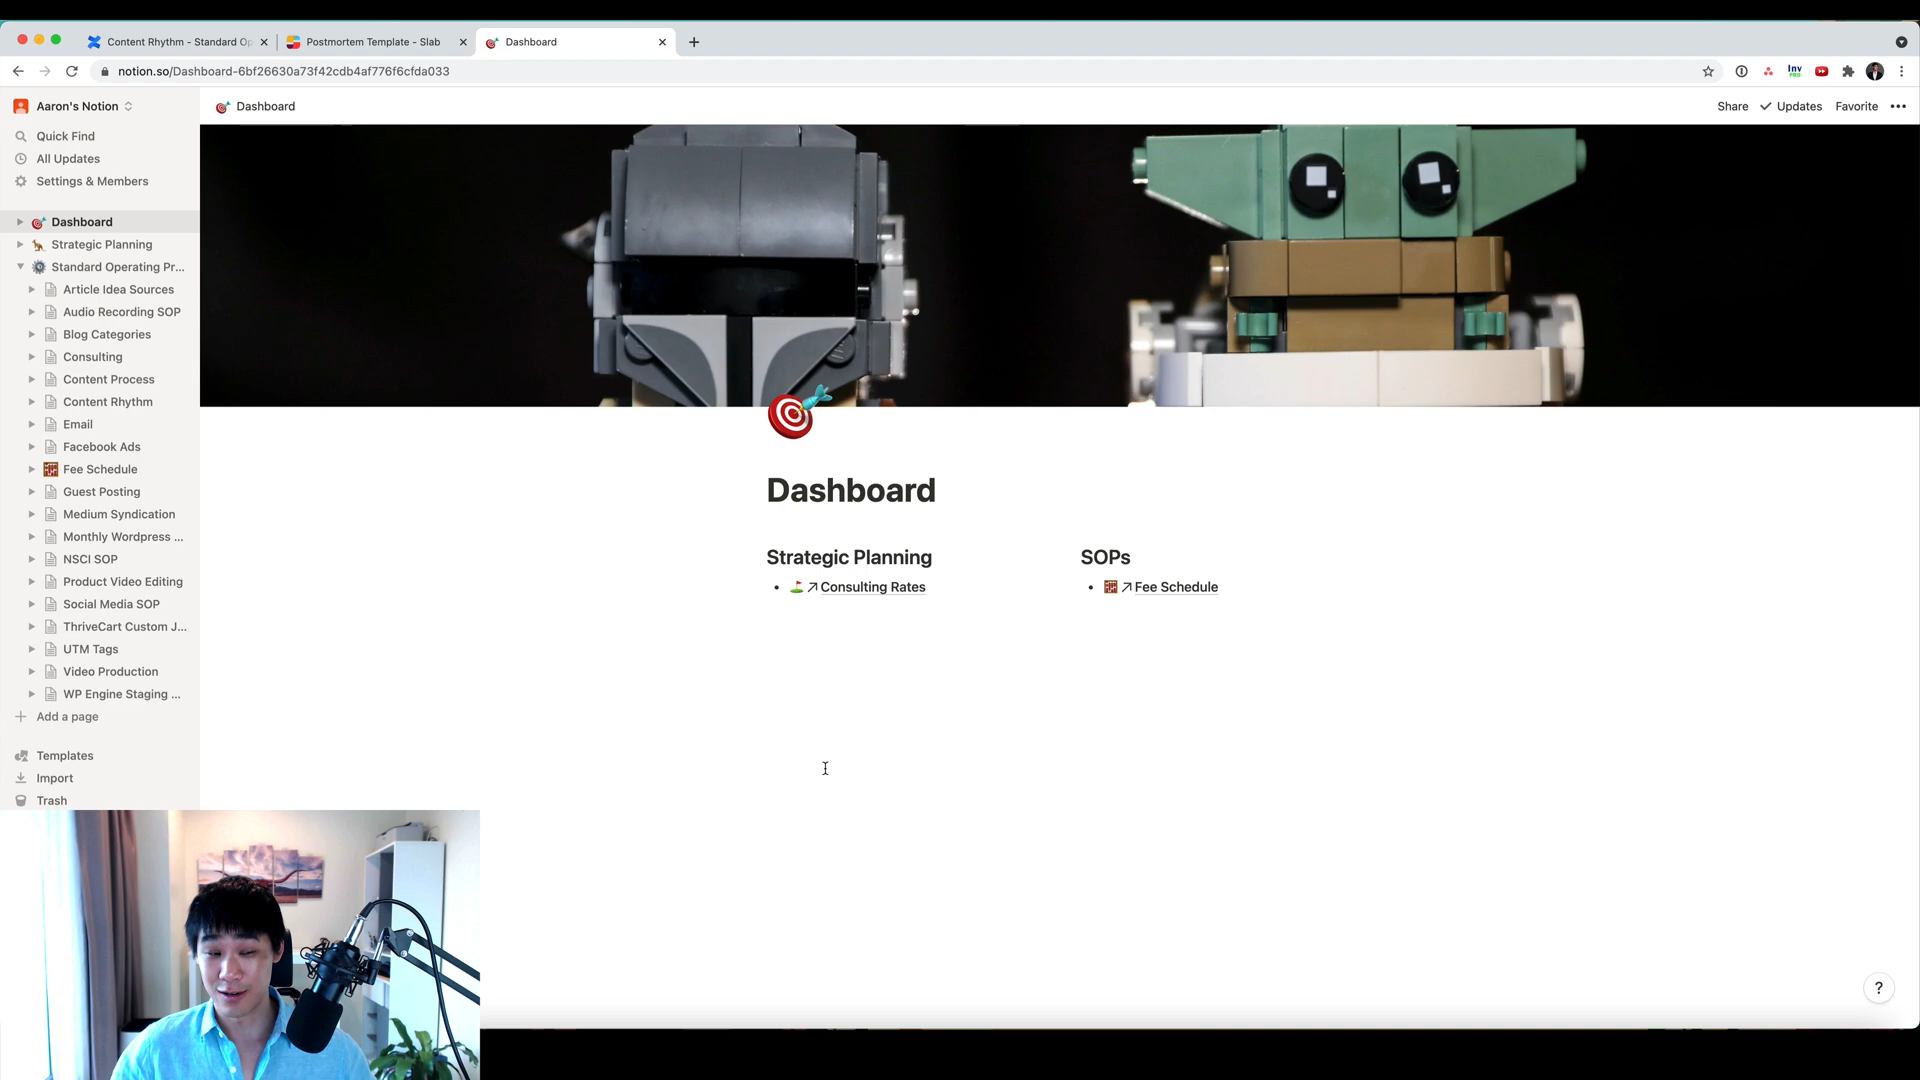 Content Rhythm - Standard Op
Postmortem Template - Slab
Dashboard
notion.so/Dashboard-6bf26630a73f42cdb4af776f6cfda033
Inv
PRO
Aaron's Notion
Dashboard
Share
Updates
Favorite
Quick Find
All Updates
Settings & Members
Dashboard
Strategic Planning
Standard Operating Pr...
Article Idea Sources
Audio Recording SOP
Blog Categories
Consulting
Content Process
Content Rhythm
Email
Facebook Ads
Fee Schedule
Guest Posting
Medium Syndication
Monthly Wordpress ...
NSCI SOP
Product Video Editing
Social Media SOP
ThriveCart Custom J...
UTM Tags
Video Production
WP Engine Staging ...
Add a page
Templates
Import
Trash
Dashboard
Strategic Planning
Consulting Rates
SOPs
Fee Schedule
?